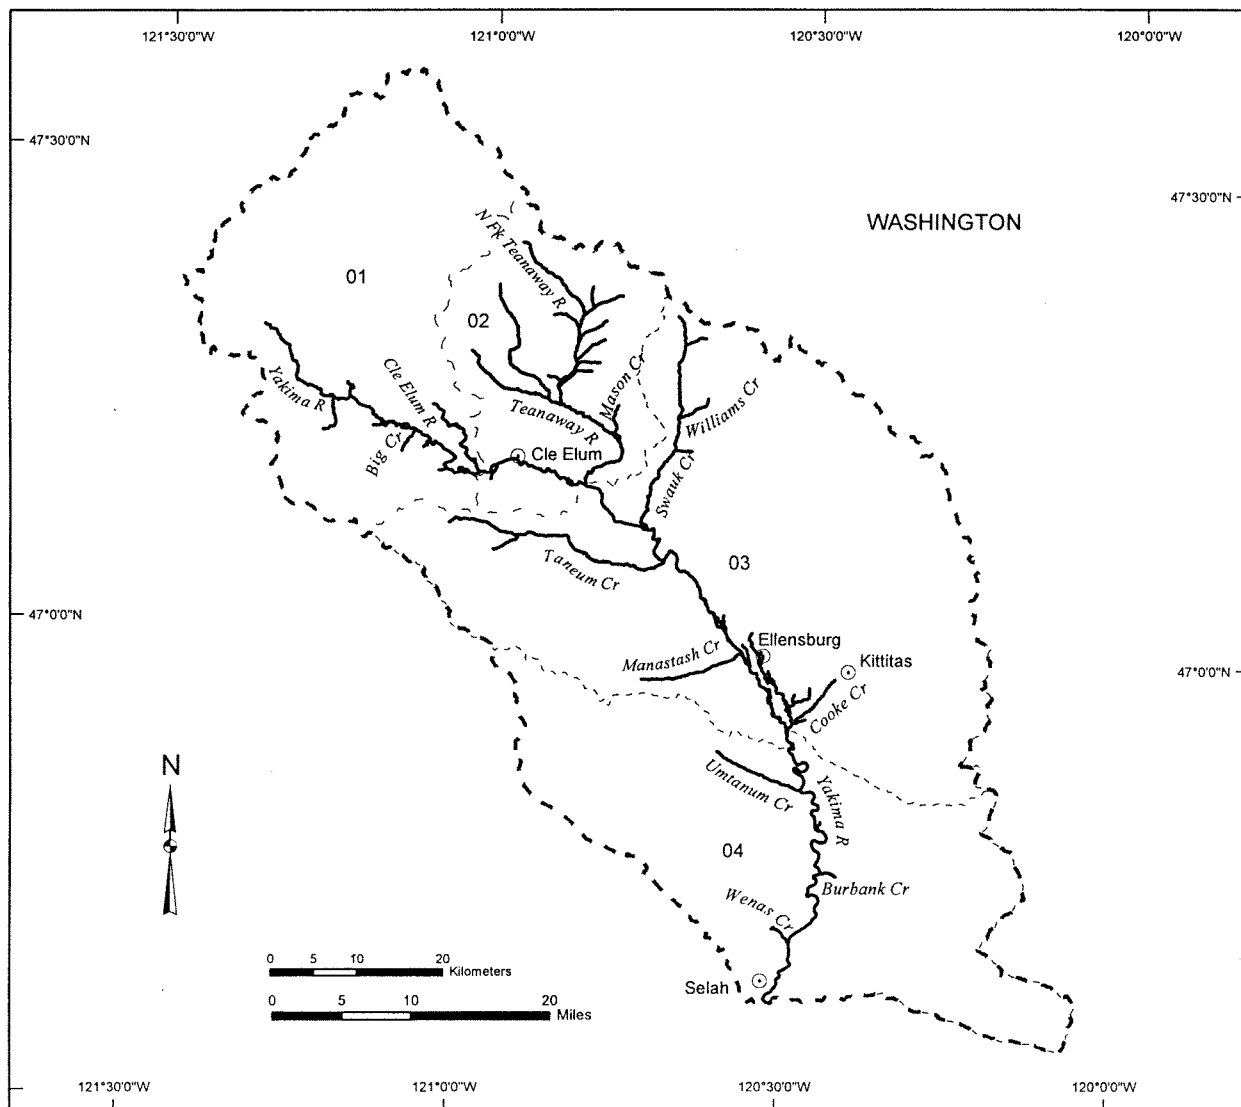 121°30'0"W 121°0'0"W 120°30'0"W 120°0'0"W
47°30'0"N
47°30'0"N
WASHINGTON
N Fk Teanaway R
01
02
Yakima R
Cle Elum R
Big Cr
Teanaway R
Mason Cr
Williams Cr
Swauk Cr
Cle Elum
Taneum Cr
03
47°0'0"N
47°0'0"N
Manastash Cr
Ellensburg
Kittitas
Cooke Cr
N
Umtanum Cr
Yakima R
04
Wenas Cr
Burbank Cr
Selah
0 5 10 20
Kilometers
0 5 10 20
Miles
121°30'0"W 121°0'0"W 120°30'0"W 120°0'0"W